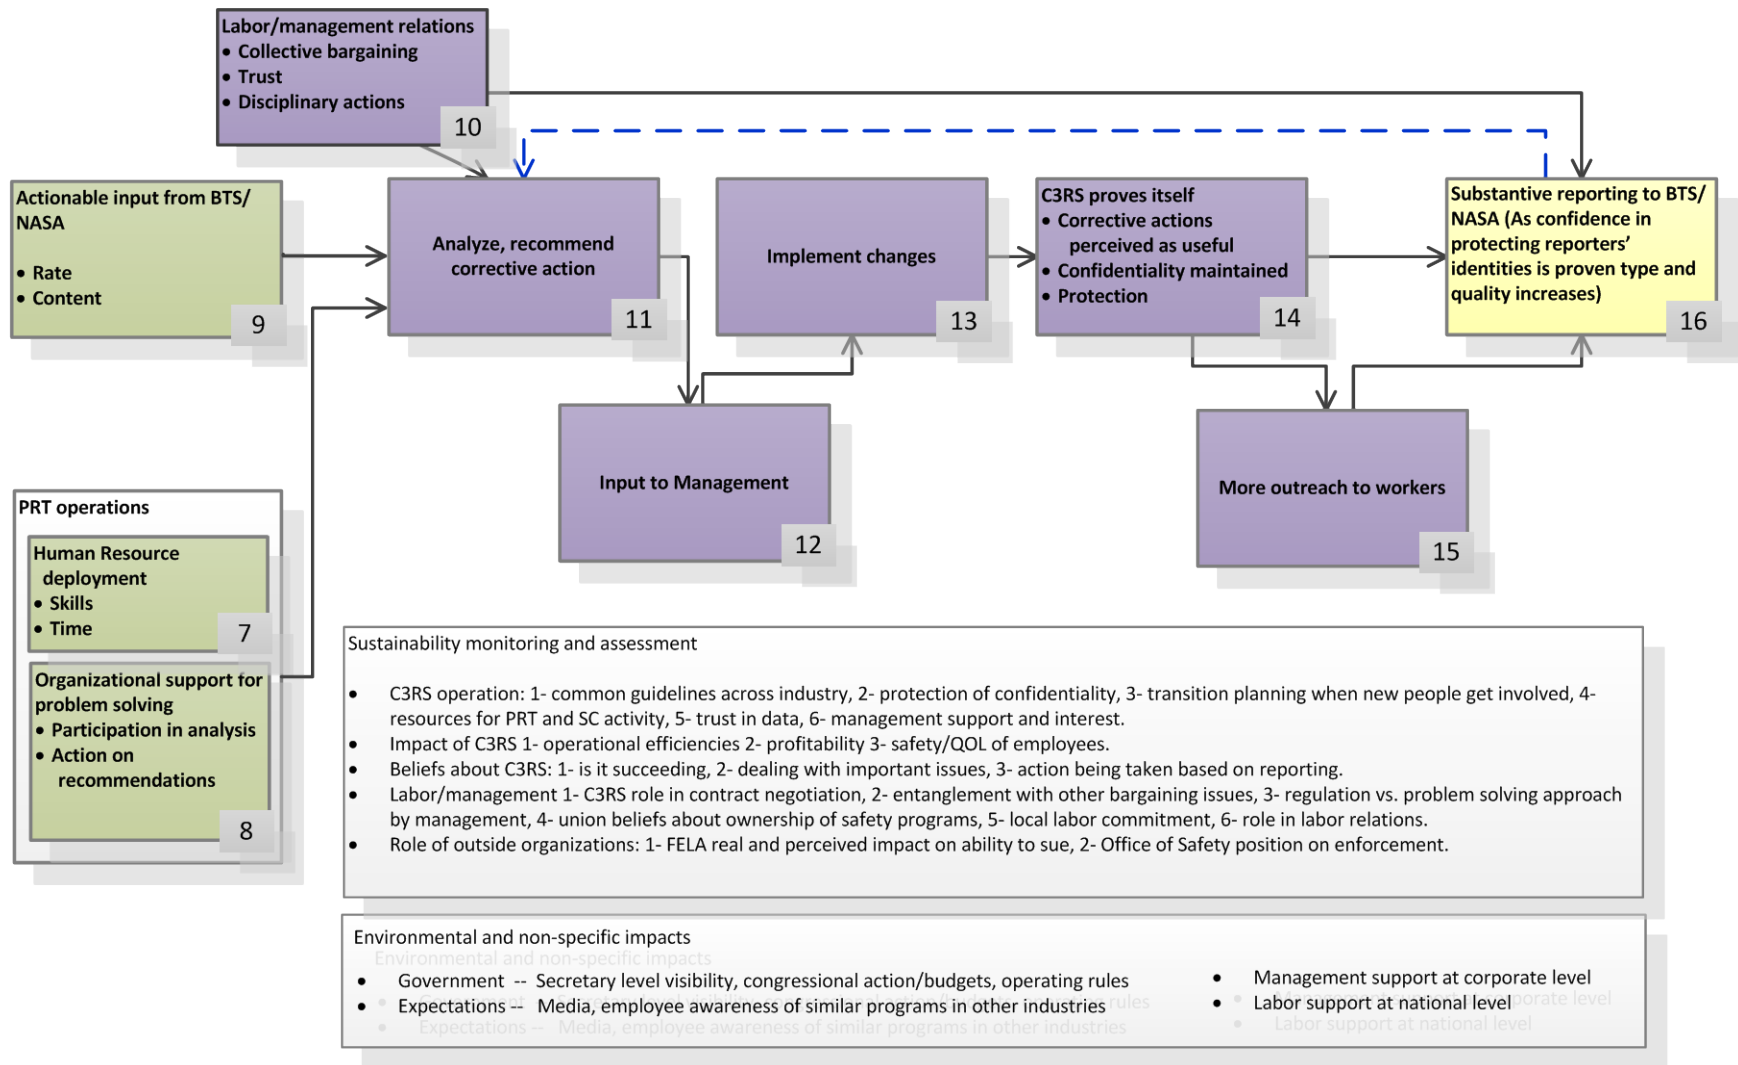 Labor/management relations
• Collective bargaining
• Trust
• Disciplinary actions
10
Actionable input from BTS/
NASA
• Rate
• Content
9
Analyze, recommend
corrective action
11
Implement changes
13
C3RS proves itself
• Corrective actions
perceived as useful
• Confidentiality maintained
• Protection
14
Substantive reporting to BTS/
NASA (As confidence in
protecting reporters’
identities is proven type and
quality increases)
16
Input to Management
12
More outreach to workers
15
PRT operations
Human Resource
deployment
• Skills
• Time
7
Organizational support for
problem solving
• Participation in analysis
• Action on
recommendations
8
Sustainability monitoring and assessment
• C3RS operation: 1- common guidelines across industry, 2- protection of confidentiality, 3- transition planning when new people get involved, 4-
resources for PRT and SC activity, 5- trust in data, 6- management support and interest.
• Impact of C3RS 1- operational efficiencies 2- profitability 3- safety/QOL of employees.
• Beliefs about C3RS: 1- is it succeeding, 2- dealing with important issues, 3- action being taken based on reporting.
• Labor/management 1- C3RS role in contract negotiation, 2- entanglement with other bargaining issues, 3- regulation vs. problem solving approach
by management, 4- union beliefs about ownership of safety programs, 5- local labor commitment, 6- role in labor relations.
• Role of outside organizations: 1- FELA real and perceived impact on ability to sue, 2- Office of Safety position on enforcement.
Environmental and non-specific impacts
• Government -- Secretary level visibility, congressional action/budgets, operating rules
• Expectations -- Media, employee awareness of similar programs in other industries
• Management support at corporate level
• Labor support at national level